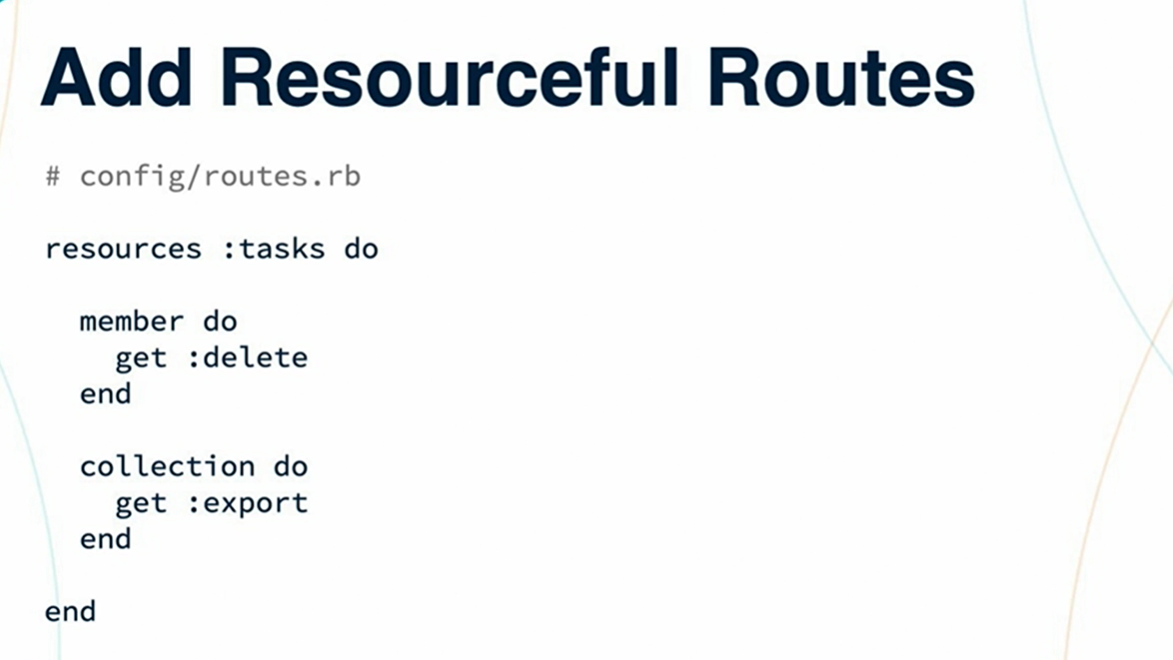 Add Resourceful Routes
# config/routes.rb
resources :tasks do
member do
get :delete
end
collection do
get :export
end
end